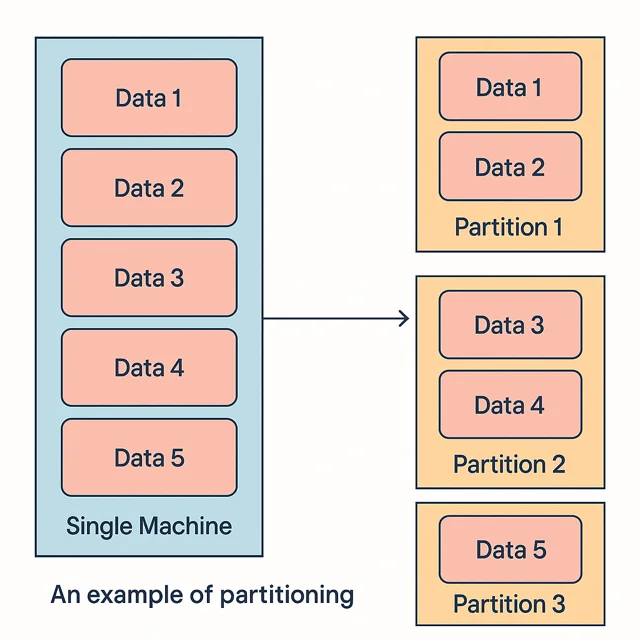 Data 1
Data 2
Data 3
Data 4
Data 5
Single Machine
An example of partitioning
Data 1
Data 2
Partition 1
Data 3
Data 4
Partition 2
Data 5
Partition 3